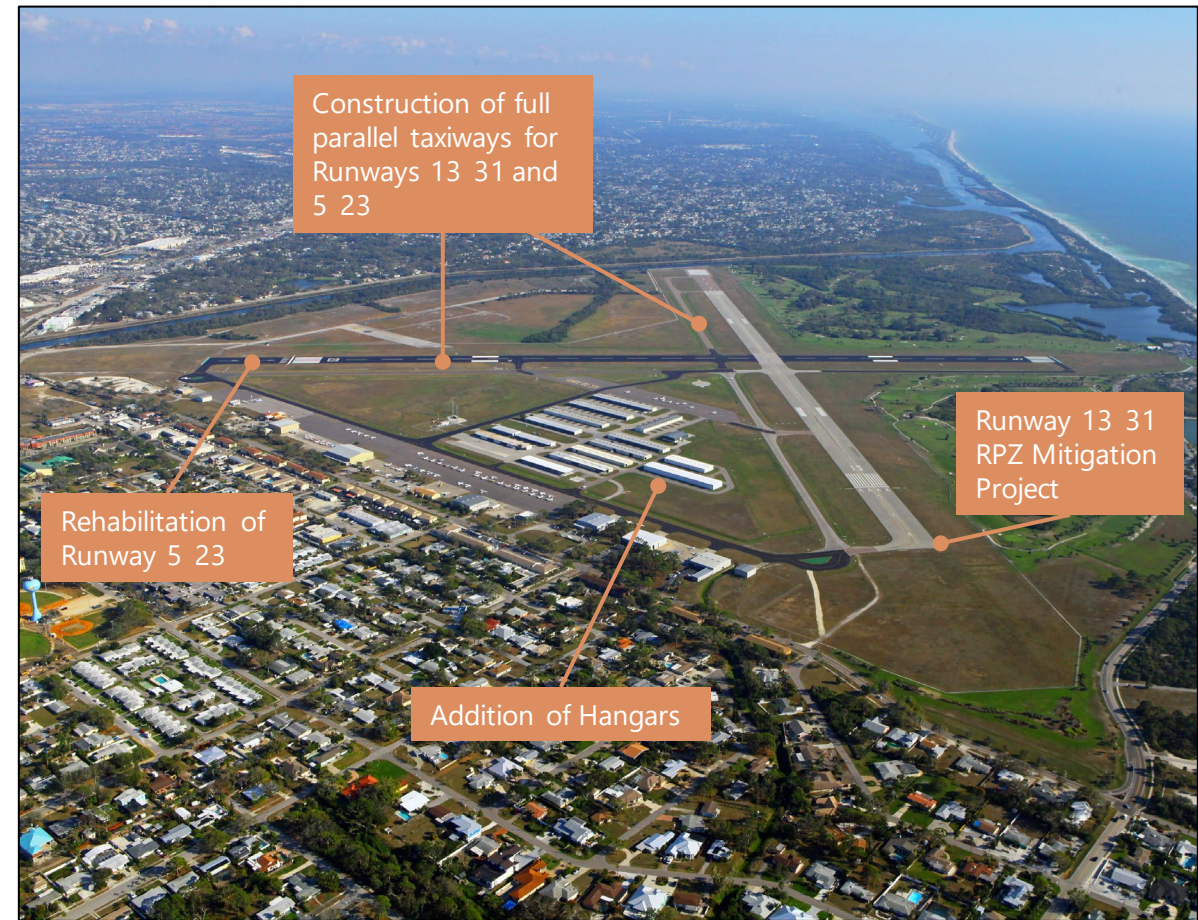 Construction of full
parallel taxiways for
Runways 13 31 and
5 23
Runway 13 31
RPZ Mitigation
Project
Rehabilitation of
Runway 5 23
Addition of Hangars
13